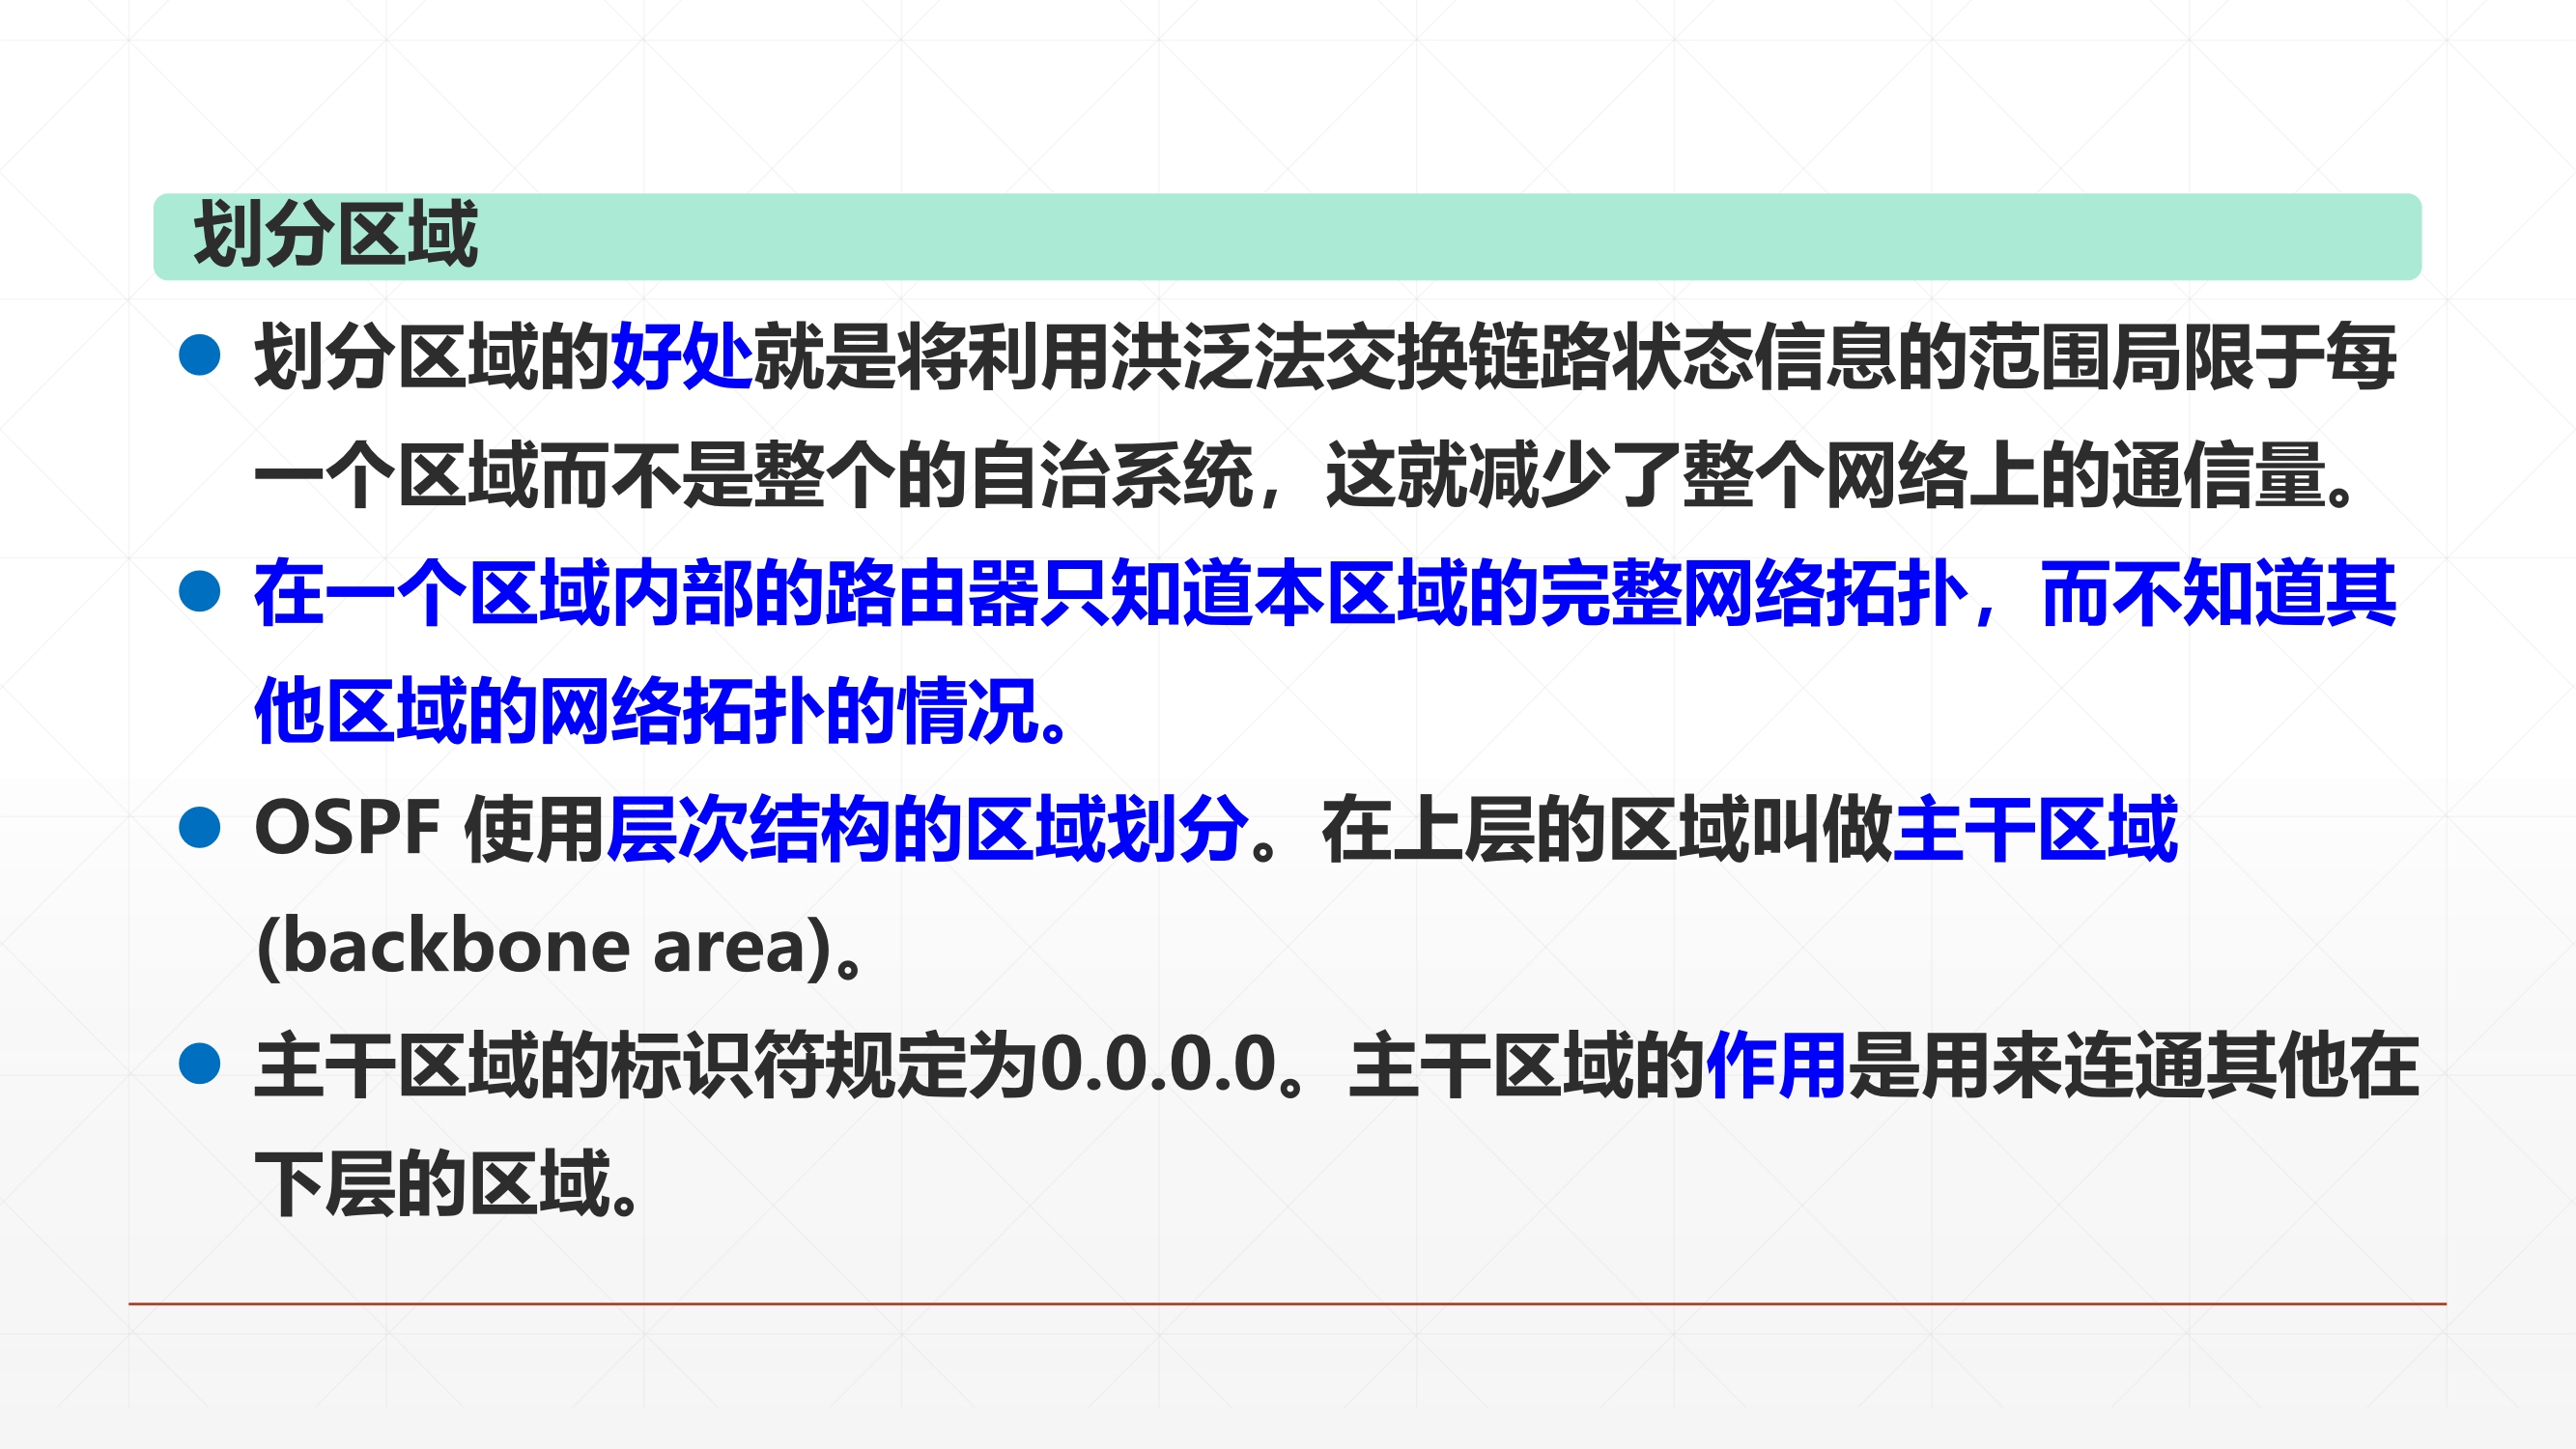 划分区域
划分区域的好处就是将利用洪泛法交换链路状态信息的范围局限于每
一个区域而不是整个的自治系统，这就减少了整个网络上的通信量。
在一个区域内部的路由器只知道本区域的完整网络拓扑，而不知道其
他区域的网络拓扑的情况。
OSPF 使用层次结构的区域划分。在上层的区域叫做主干区域
(backbone area)。
主干区域的标识符规定为0.0.0.0。主干区域的作用是用来连通其他在
下层的区域。